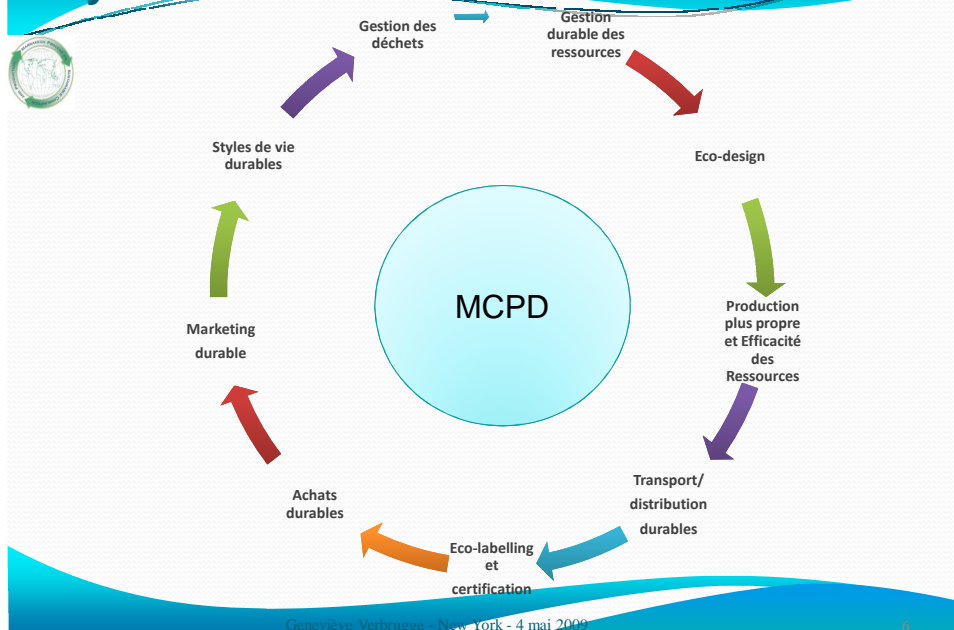 Gestion des
déchets
Gestion
durable des
ressources
Eco-design
Production
plus propre
et Efficacité
des
Ressources
Transport/
distribution
durables
Eco-labelling
et
certification
Achats
durables
Marketing
durable
Styles de vie
durables
MCPD
Geneviève Verbrugge - New York - 4 mai 2009
6